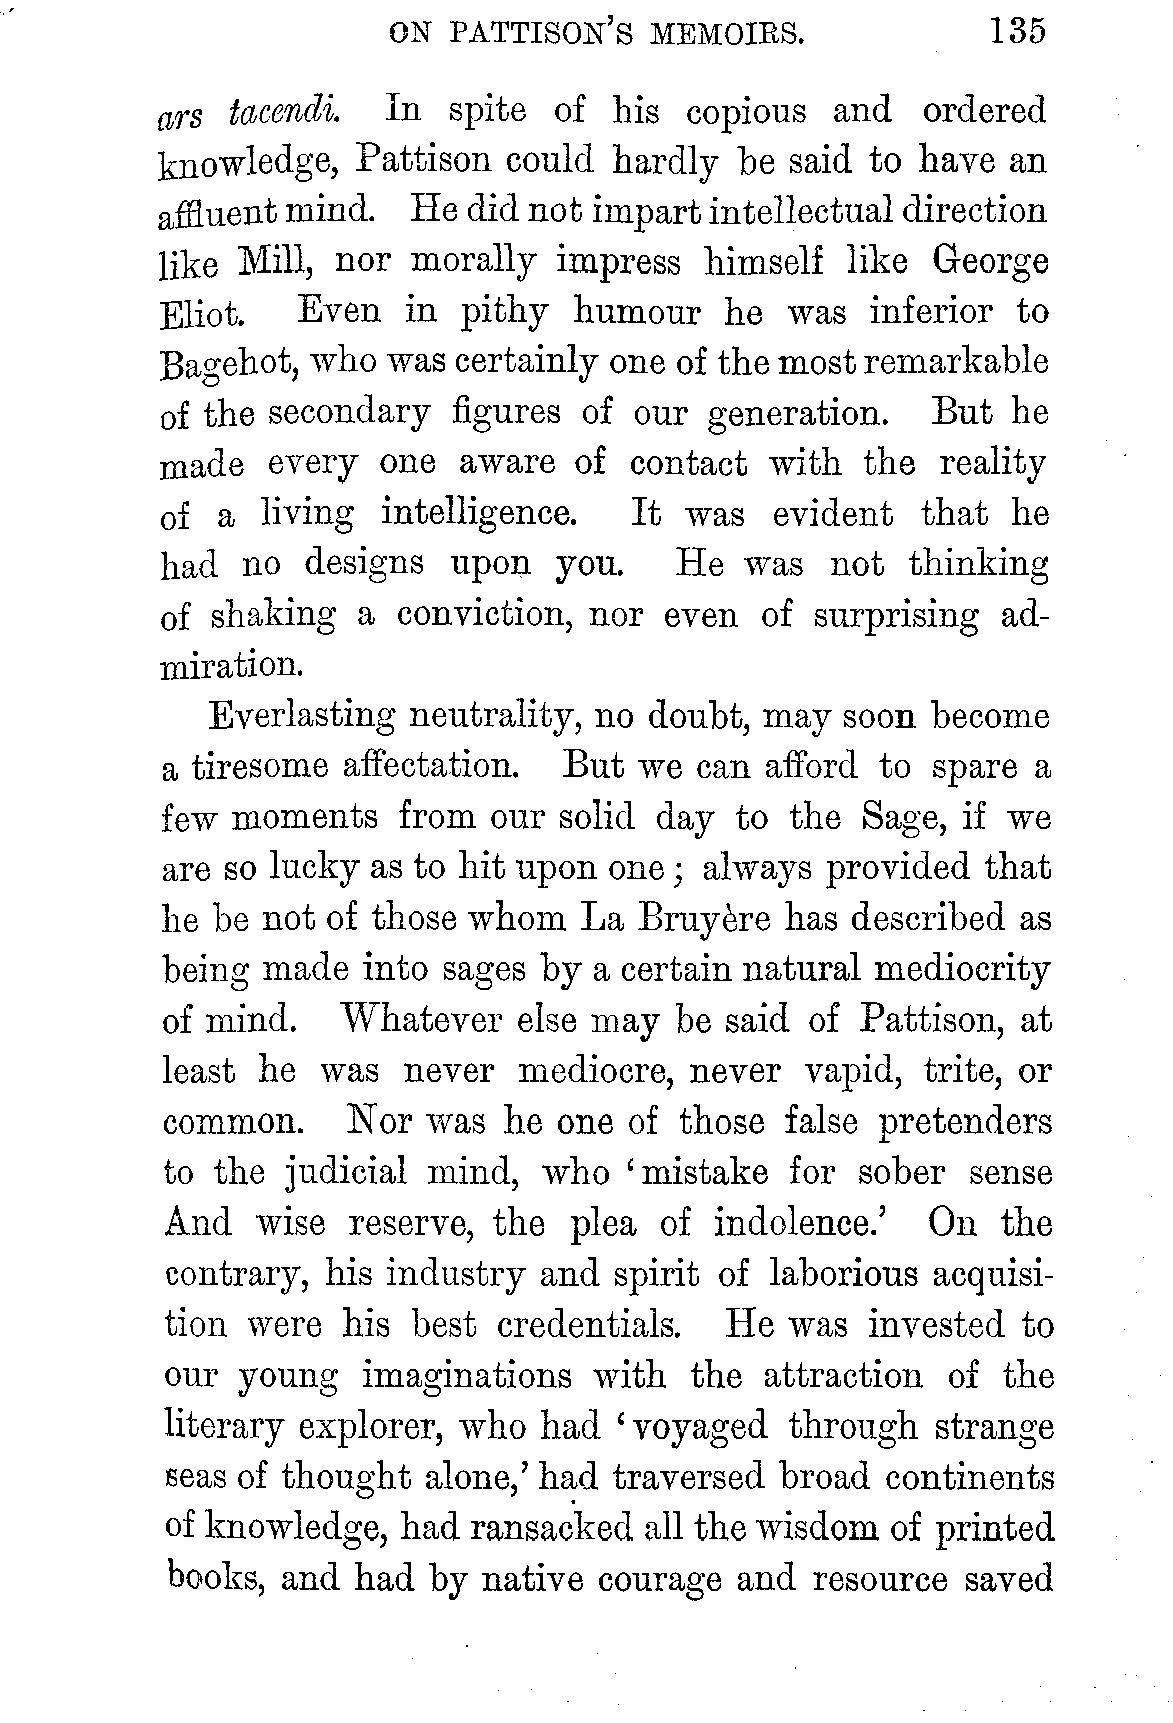 ON PATTISON'S MEMOIRS. 135
ars tacendi. In spite of his copious and ordered
knowledge, Pattison could hardly be said to have an
affluent mind. He did not impart intellectual direction
like Mill, nor morally impress himself like George
Eliot. Even in pithy humour he was inferior to
Bagehot, who was certainly one of the most remarkable
of the secondary figures of our generation. But he
made every one aware of contact with the reality
of a living intelligence. It was evident that he
had no designs upon you. He was not thinking
of shaking a conviction, nor even of surprising ad-
miration.
Everlasting neutrality, no doubt, may soon become
a tiresome affectation. But we can afford to spare a
few moments from our solid day to the Sage, if we
are so lucky as to hit upon one; always provided that
he be not of those whom La Bruyère has described as
being made into sages by a certain natural mediocrity
of mind. Whatever else may be said of Pattison, at
least he was never mediocre, never vapid, trite, or
common. Nor was he one of those false pretenders
to the judicial mind, who 'mistake for sober sense
And wise reserve, the plea of indolence.' On the
contrary, his industry and spirit of laborious acquisi-
tion were his best credentials. He was invested to
our young imaginations with the attraction of the
literary explorer, who had 'voyaged through strange
seas of thought alone,' had traversed broad continents
of knowledge, had ransacked all the wisdom of printed
books, and had by native courage and resource saved